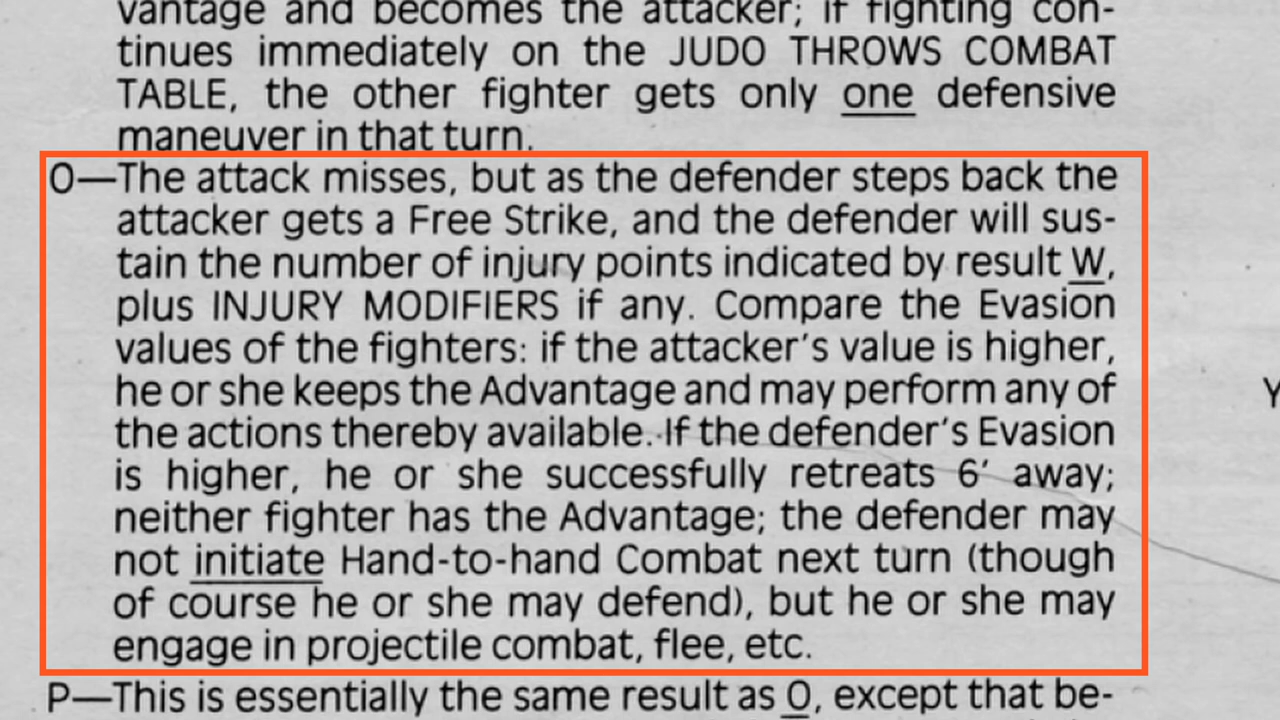 vantage and becomes the attacker; if fighting con-
tinues immediately on the JUDO THROWS COMBAT
TABLE, the other fighter gets only one defensive
maneuver in that turn.
O—The attack misses, but as the defender steps back the
attacker gets a Free Strike, and the defender will sus-
tain the number of injury points indicated by result W,
plus INJURY MODIFIERS if any. Compare the Evasion
values of the fighters: if the attacker's value is higher,
he or she keeps the Advantage and may perform any of
the actions thereby available. If the defender's Evasion
is higher, he or she successfully retreats 6' away;
neither fighter has the Advantage; the defender may
not initiate Hand-to-hand Combat next turn (though
of course he or she may defend), but he or she may
engage in projectile combat, flee, etc.
P—This is essentially the same result as O, except that be-
Y